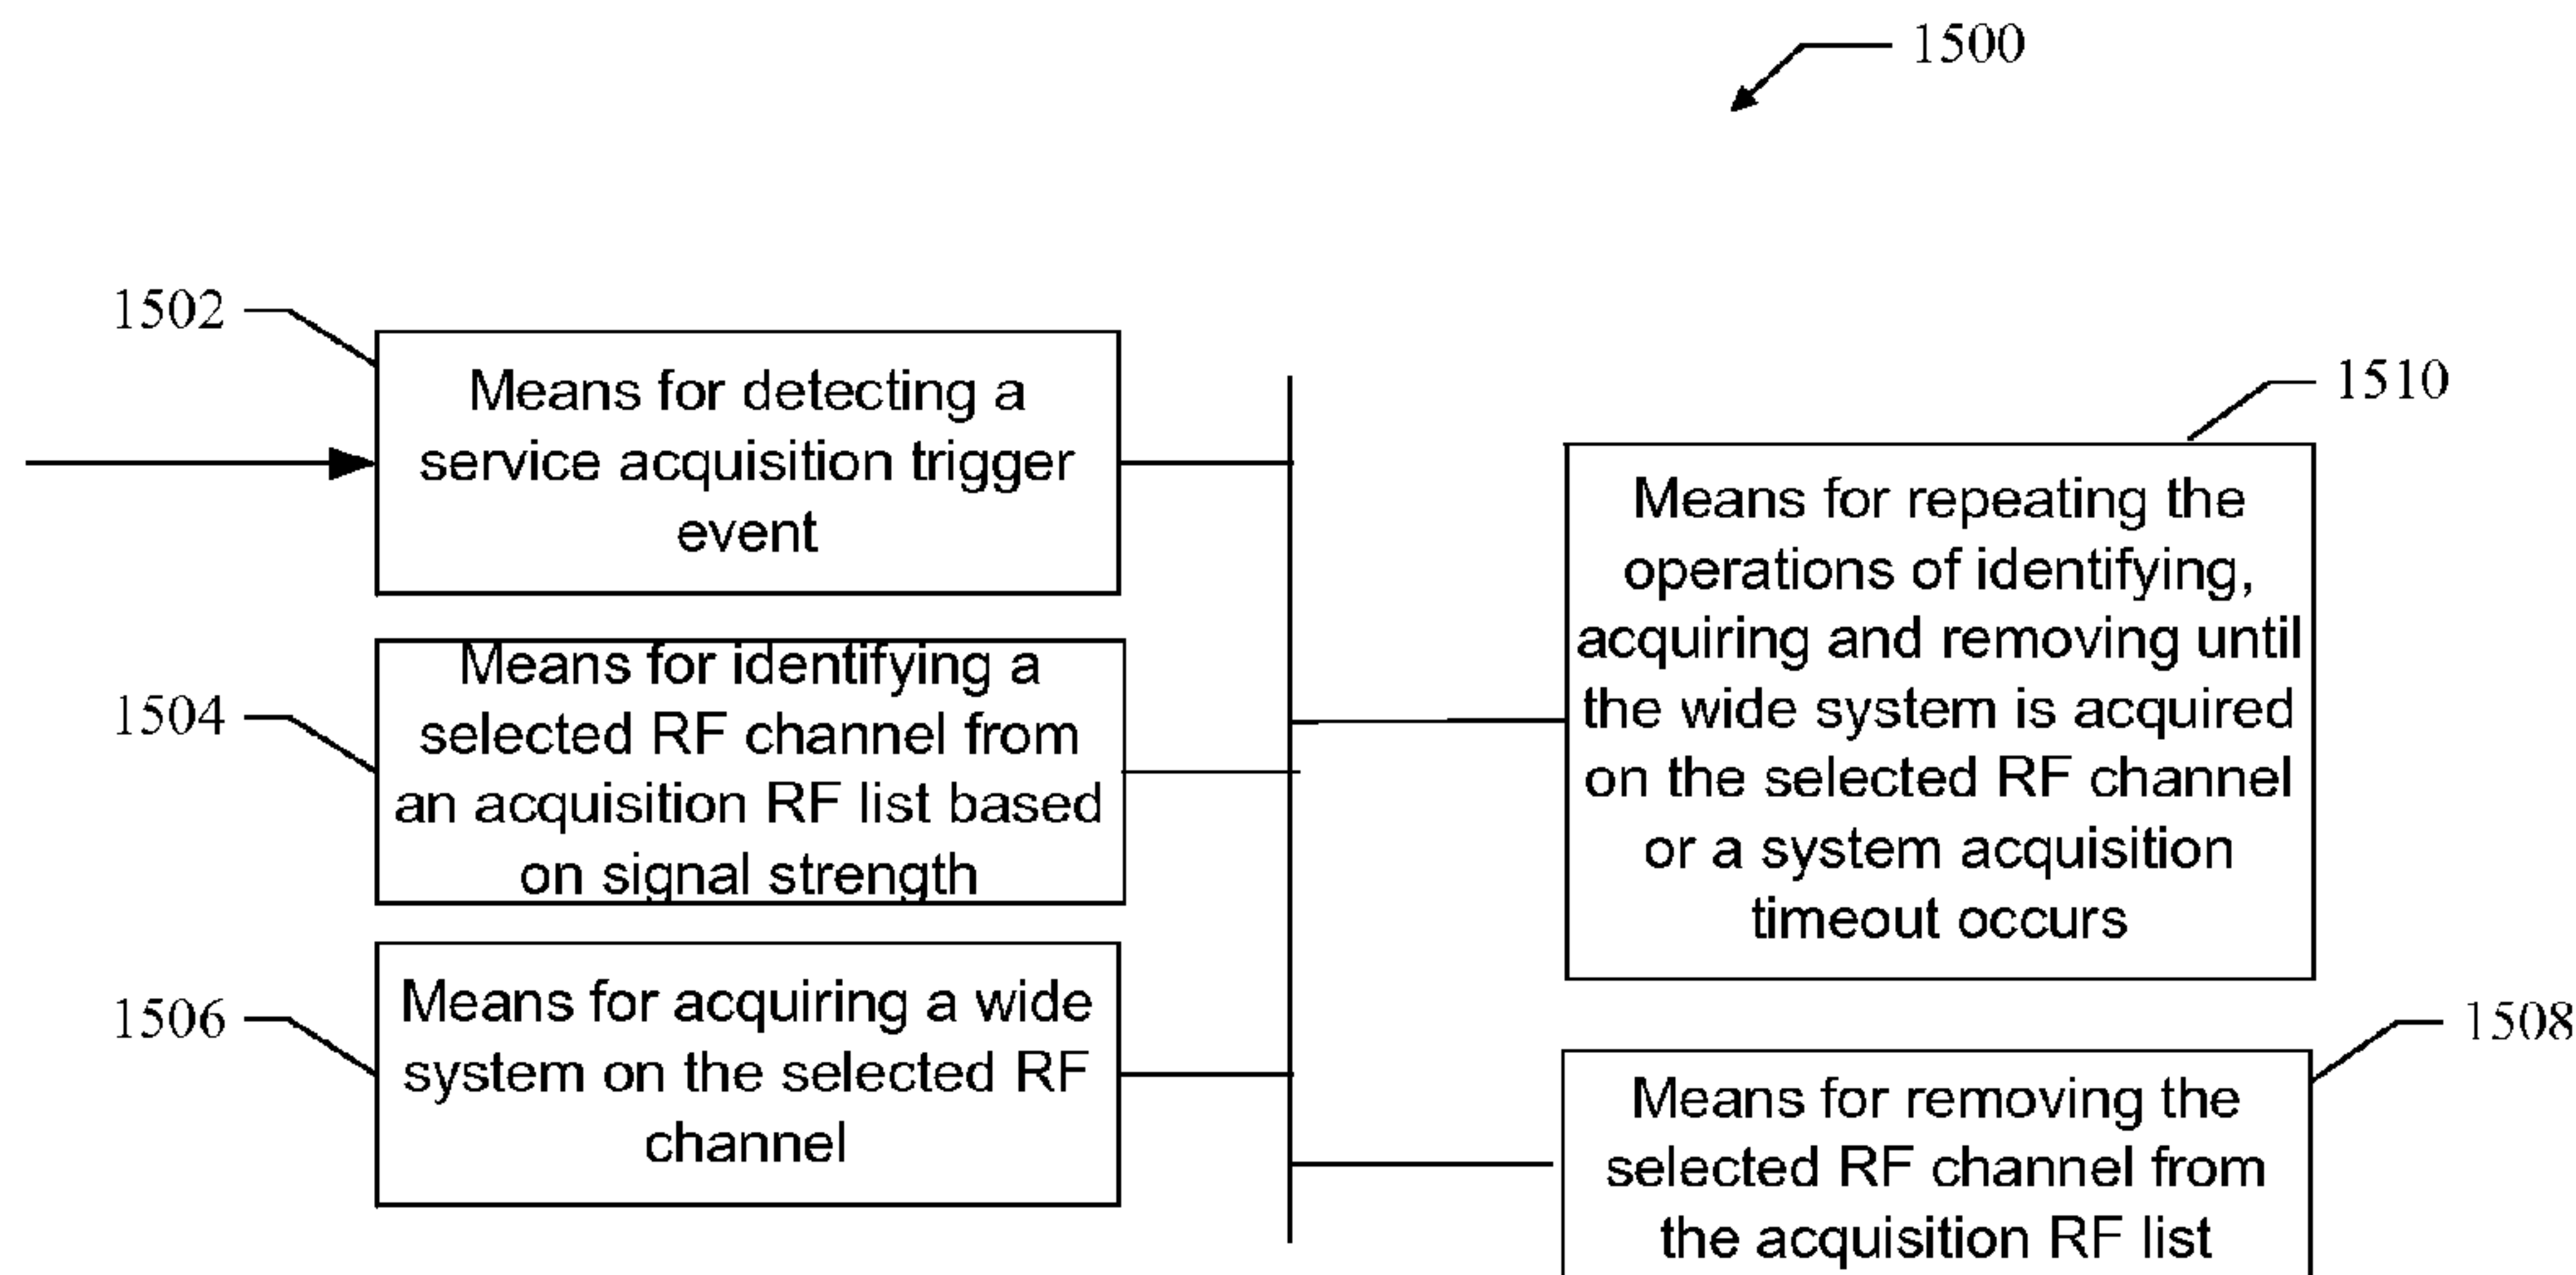 1500
1502
Means for detecting a
service acquisition trigger
event
1504
Means for identifying a
selected RF channel from
an acquisition RF list based
on signal strength
1506
Means for acquiring a wide
system on the selected RF
channel
1510
Means for repeating the
operations of identifying,
acquiring and removing until
the wide system is acquired
on the selected RF channel
or a system acquisition
timeout occurs
1508
Means for removing the
selected RF channel from
the acquisition RF list